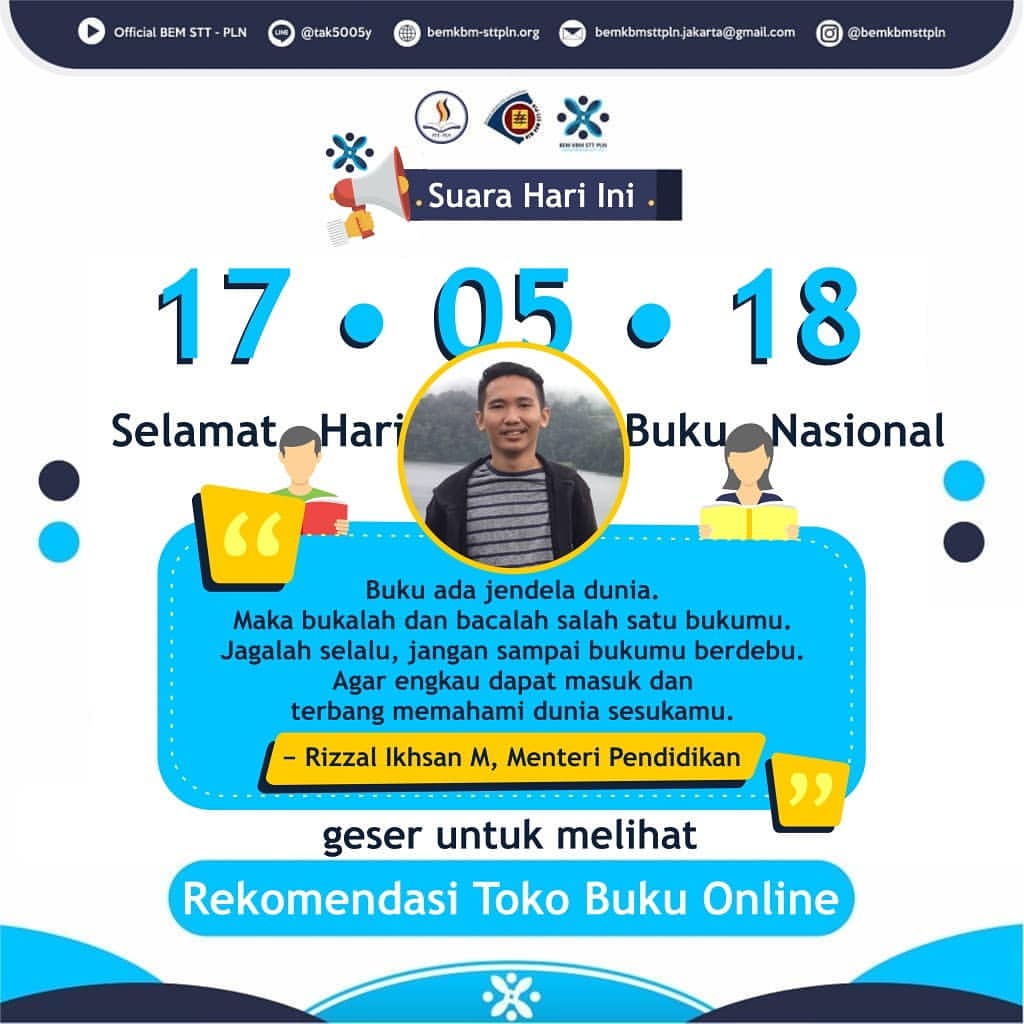 Official BEM STT - PLN
LINE
@tak5005y
bemkbm-sttpln.org
bemkbmsttpln.jakarta@gmail.com
@bemkbmsttpln
STT - PLN
BEM KBM STT-PLN
. Suara Hari Ini .
17 • 05 • 18
Selamat Hari Buku Nasional
“
Buku ada jendela dunia.
Maka bukalah dan bacalah salah satu bukumu.
Jagalah selalu, jangan sampai bukumu berdebu.
Agar engkau dapat masuk dan
terbang memahami dunia sesukamu.
– Rizzal Ikhsan M, Menteri Pendidikan
”
geser untuk melihat
Rekomendasi Toko Buku Online